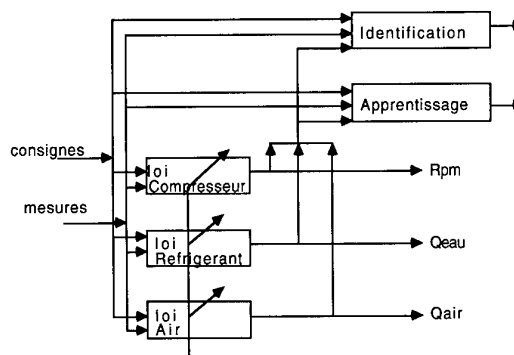 Identification
Apprentissage
consignes
loi
Compresseur
Rpm
mesures
loi
Refrigerant
Qeau
loi
Air
Qair